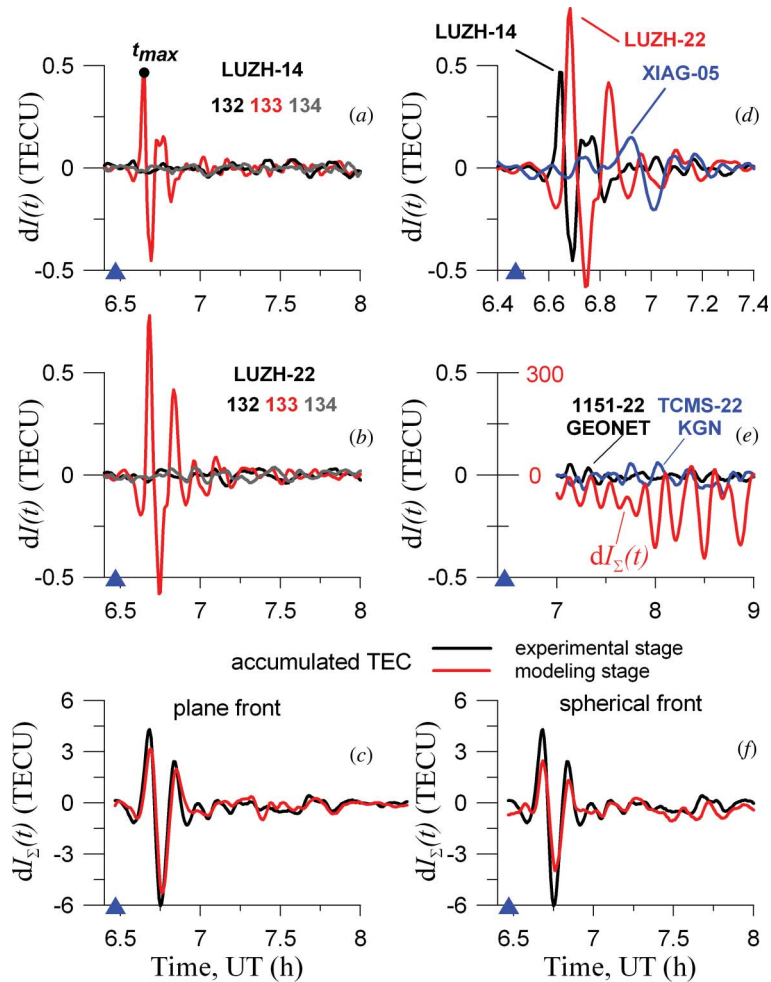 dI(t) (TECU)
0.5
0
-0.5
t_max
LUZH-14
132 133 134
(a)
6.5 7 7.5 8
dI(t) (TECU)
0.5
0
-0.5
LUZH-14
LUZH-22
XIAG-05
(d)
6.4 6.6 6.8 7 7.2 7.4
dI(t) (TECU)
0.5
0
-0.5
LUZH-22
132 133 134
(b)
6.5 7 7.5 8
dI(t) (TECU)
0.5
0
-0.5
300
0
1151-22
GEONET
TCMS-22
KGN
(e)
dI_Σ(t)
7 8 9
accumulated TEC
experimental stage
modeling stage
dI_Σ(t) (TECU)
6
3
0
-3
-6
plane front
(c)
6.5 7 7.5 8
Time, UT (h)
dI_Σ(t) (TECU)
6
3
0
-3
-6
spherical front
(f)
6.5 7 7.5 8
Time, UT (h)